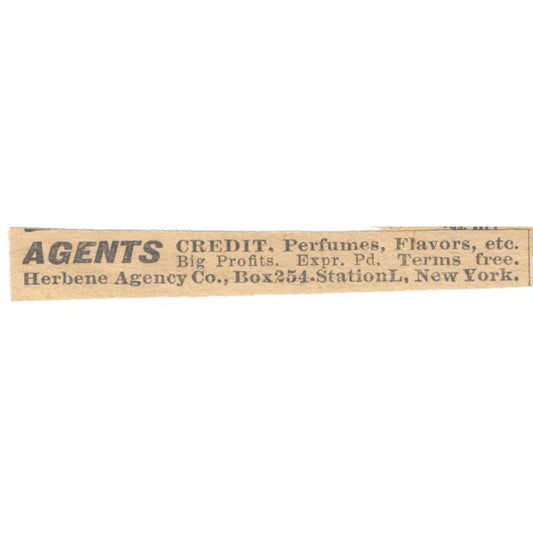 AGENTS CREDIT. Perfumes, Flavors, etc.
Big Profits. Expr. Pd. Terms free.
Herbene Agency Co., Box254.StationL, New York.